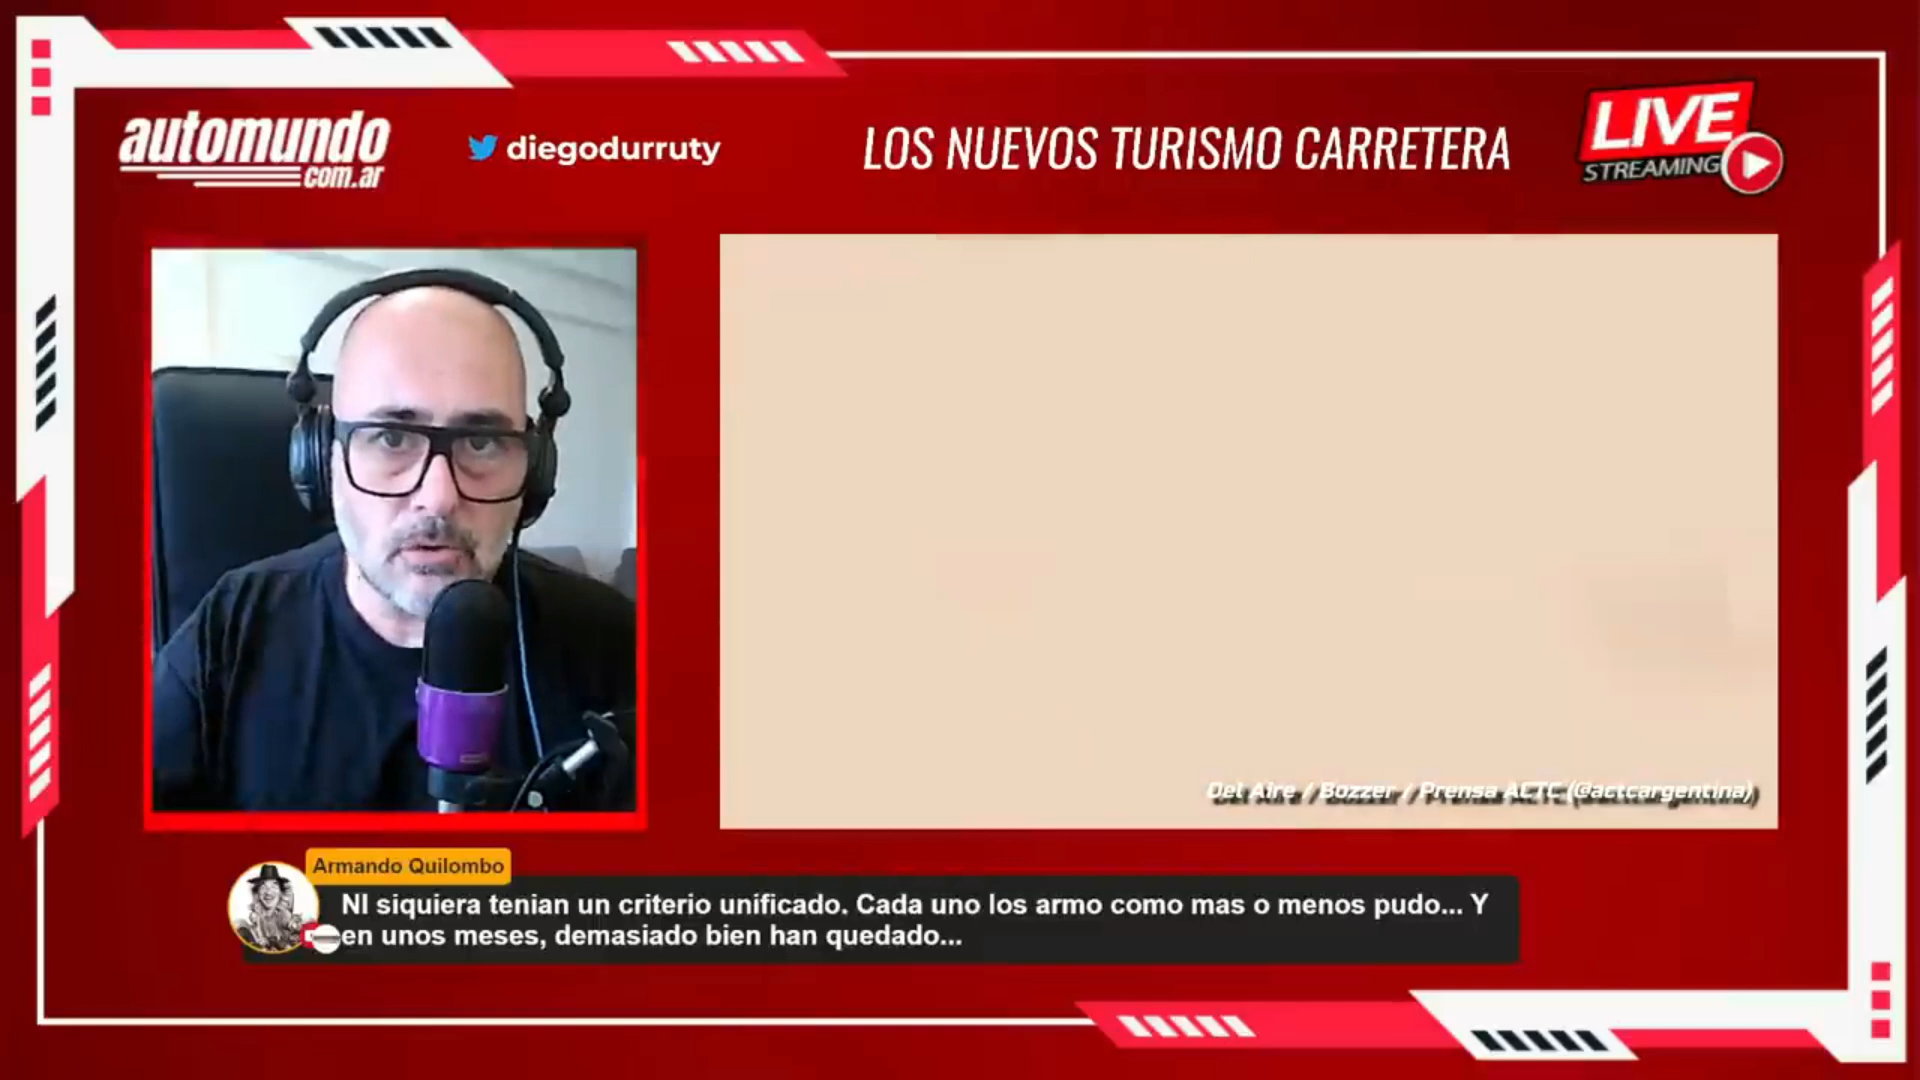 automundo
com.ar
diegodurruty
LOS NUEVOS TURISMO CARRETERA
LIVE
STREAMING
Del Aire / Bozzer / Prensa ACTC (@actcargentina)
Armando Quilombo
NI siquiera tenian un criterio unificado. Cada uno los armo como mas o menos pudo... Y
en unos meses, demasiado bien han quedado...